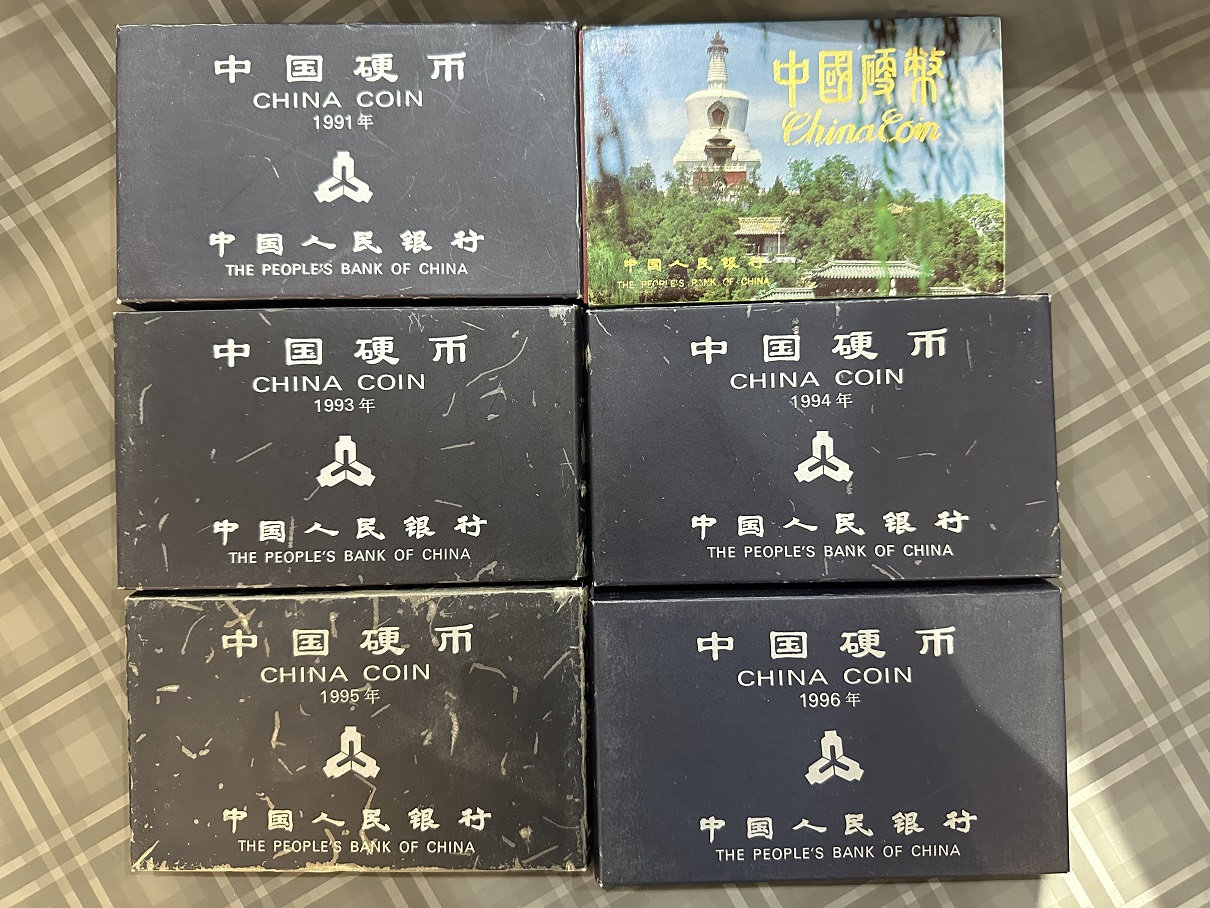 中国硬币
CHINA COIN
1991年
中国人民银行
THE PEOPLE'S BANK OF CHINA
中國硬幣
China Coin
中国人民银行
THE PEOPLE'S BANK OF CHINA
中国硬币
CHINA COIN
1993年
中国人民银行
THE PEOPLE'S BANK OF CHINA
中国硬币
CHINA COIN
1994年
中国人民银行
THE PEOPLE'S BANK OF CHINA
中国硬币
CHINA COIN
1995年
中国人民银行
THE PEOPLE'S BANK OF CHINA
中国硬币
CHINA COIN
1996年
中国人民银行
THE PEOPLE'S BANK OF CHINA